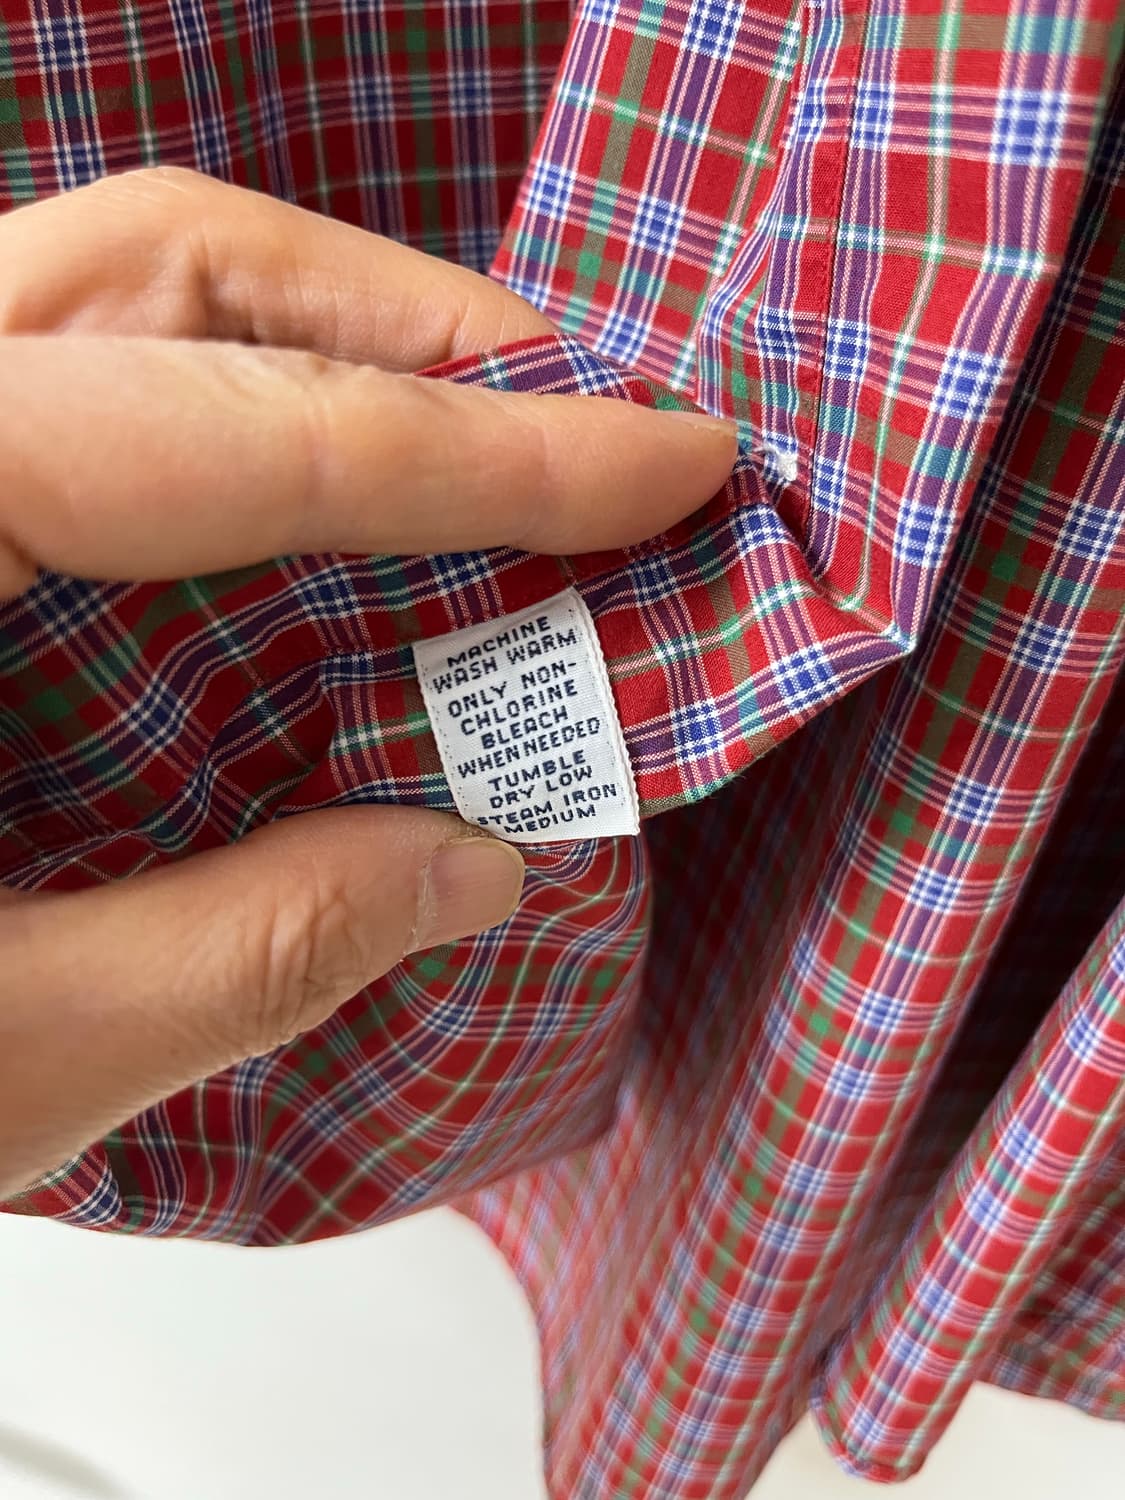 MACHINE
WASH WARM
ONLY NON-
CHLORINE
BLEACH
WHEN NEEDED
TUMBLE
DRY LOW
STEAM IRON
MEDIUM